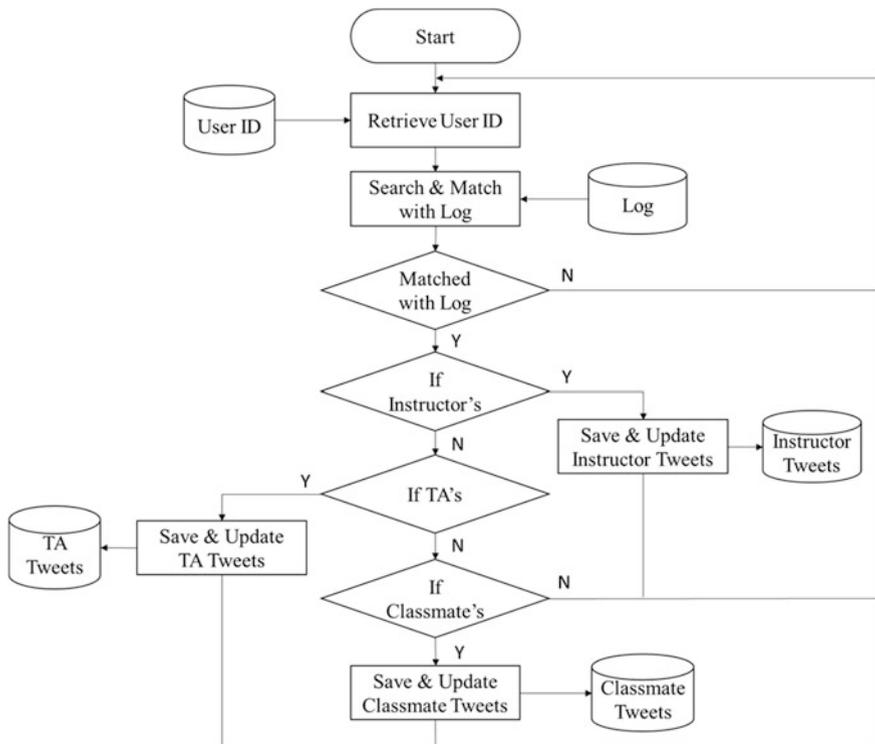 Start
User ID
Retrieve User ID
Search & Match
with Log
Log
Matched
with Log
N
Y
If
Instructor's
Y
N
Save & Update
Instructor Tweets
Instructor
Tweets
Y
If TA's
N
TA
Tweets
Save & Update
TA Tweets
If
Classmate's
N
Y
Save & Update
Classmate Tweets
Classmate
Tweets